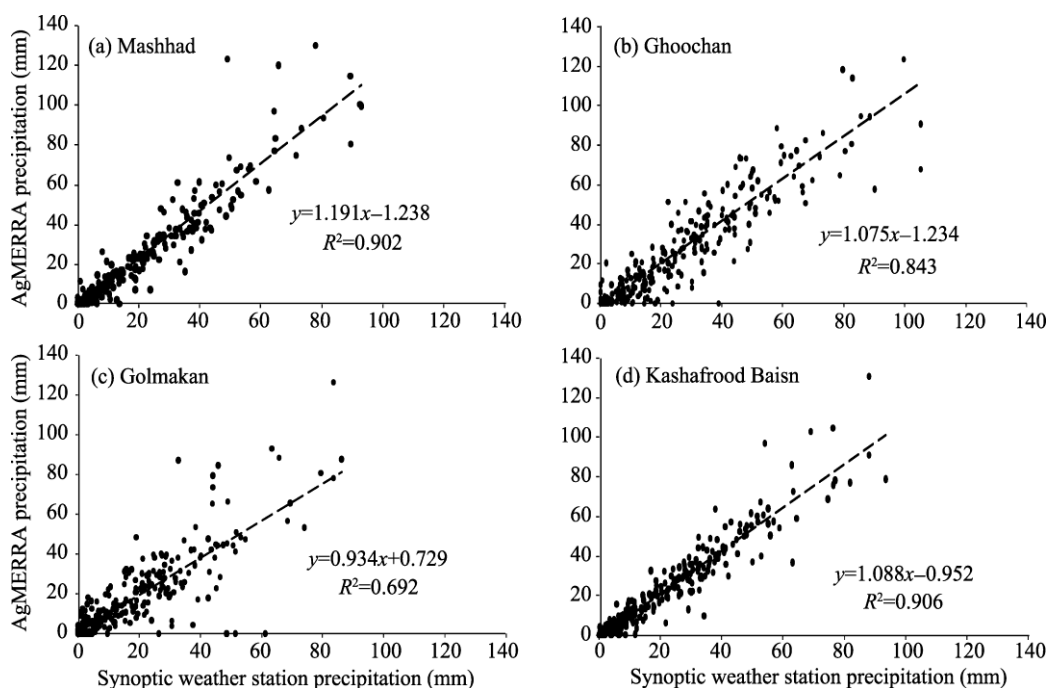 140
120
100
80
60
40
20
0
AgMERRA precipitation (mm)
(a) Mashhad
y=1.191x–1.238
R²=0.902
0 20 40 60 80 100 120 140
140
120
100
80
60
40
20
0
(b) Ghoochan
y=1.075x–1.234
R²=0.843
0 20 40 60 80 100 120 140
140
120
100
80
60
40
20
0
AgMERRA precipitation (mm)
(c) Golmakan
y=0.934x+0.729
R²=0.692
0 20 40 60 80 100 120 140
Synoptic weather station precipitation (mm)
140
120
100
80
60
40
20
0
(d) Kashafrood Baisn
y=1.088x–0.952
R²=0.906
0 20 40 60 80 100 120 140
Synoptic weather station precipitation (mm)